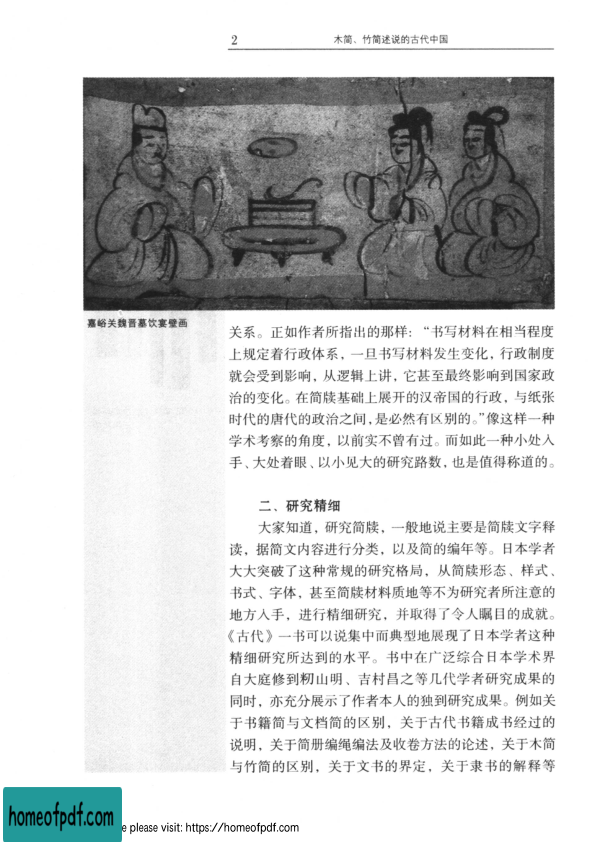 2
木简、竹简述说的古代中国
嘉峪关魏晋墓饮宴壁画
关系。正如作者所指出的那样：“书写材料在相当程度
上规定着行政体系，一旦书写材料发生变化，行政制度
就会受到影响，从逻辑上讲，它甚至最终影响到国家政
治的变化。在简牍基础上展开的汉帝国的行政，与纸张
时代的唐代的政治之间，是必然有区别的。”像这样一种
学术考察的角度，以前实不曾有过。而如此一种小处入
手、大处着眼、以小见大的研究路数，也是值得称道的。
二、研究精细
大家知道，研究简牍，一般地说主要是简牍文字释
读，据简文内容进行分类，以及简的编年等。日本学者
大大突破了这种常规的研究格局，从简牍形态、样式、
书式、字体，甚至简牍材料质地等不为研究者所注意的
地方入手，进行精细研究，并取得了令人瞩目的成就。
《古代》一书可以说集中而典型地展现了日本学者这种
精细研究所达到的水平。书中在广泛综合日本学术界
自大庭修到籾山明、吉村昌之等几代学者研究成果的
同时，亦充分展示了作者本人的独到研究成果。例如关
于书籍简与文档简的区别，关于古代书籍成书经过的
说明，关于简册编绳编法及收卷方法的论述，关于木简
与竹简的区别，关于文书的界定，关于隶书的解释等
homeofpdf.com
e please visit: https://homeofpdf.com